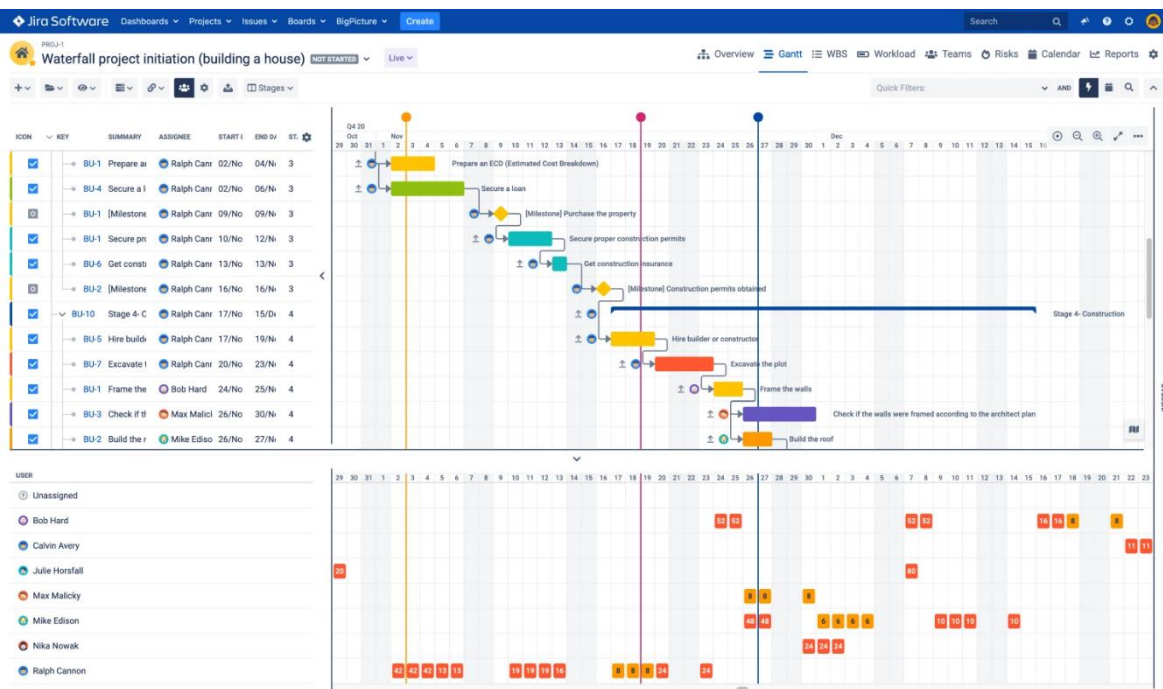 Jira Software Dashboards Projects Issues Boards BigPicture Create Search
PROJ-1
Waterfall project initiation (building a house) NOT STARTED Live
Overview Gantt WBS Workload Teams Risks Calendar Reports
Stages Quick Filters: AND
ICON KEY SUMMARY ASSIGNEE START ( END D/ ST.
Q4 20
Oct Nov Dec
29 30 31 1 2 3 4 5 6 7 8 9 10 11 12 13 14 15 16 17 18 19 20 21 22 23 24 25 26 27 28 29 30 1 2 3 4 5 6 7 8 9 10 11 12 13 14 15
BU-1 Prepare a Ralph Canr 02/No 04/N 3 Prepare an ECD (Estimated Cost Breakdown)
BU-4 Secure a l Ralph Canr 02/No 06/N 3 Secure a loan
BU-1 [Milestone Ralph Canr 09/No 09/N 3 [Milestone] Purchase the property
BU-1 Secure pr Ralph Canr 10/No 12/N 3 Secure proper construction permits
BU-6 Get const Ralph Canr 13/No 13/N 3 Get construction insurance
BU-2 [Milestone Ralph Canr 16/No 16/N 3 [Milestone] Construction permits obtained
BU-10 Stage 4- C Ralph Canr 17/No 15/D 4 Stage 4- Construction
BU-5 Hire build Ralph Canr 17/No 19/N 4 Hire builder or constructor
BU-7 Excavate t Ralph Canr 20/No 23/N 4 Excavate the plot
BU-1 Frame the Bob Hard 24/No 25/N 4 Frame the walls
BU-3 Check if th Max Malicl 26/No 30/N 4 Check if the walls were framed according to the architect plan
BU-2 Build the r Mike Ediso 26/No 27/N 4 Build the roof
USER
29 30 31 1 2 3 4 5 6 7 8 9 10 11 12 13 14 15 16 17 18 19 20 21 22 23 24 25 26 27 28 29 30 1 2 3 4 5 6 7 8 9 10 11 12 13 14 15 16 17 18 19 20 21 22 23
Unassigned
Bob Hard 52 52 52 52 16 16 8 8
Calvin Avery 11 11
Julie Horsfall 20 80
Max Malicky 8 8 8
Mike Edison 48 48 6 6 6 6 10 10 10 10
Nika Nowak 24 24 24
Ralph Cannon 42 42 42 13 13 19 19 19 16 8 8 8 24 24